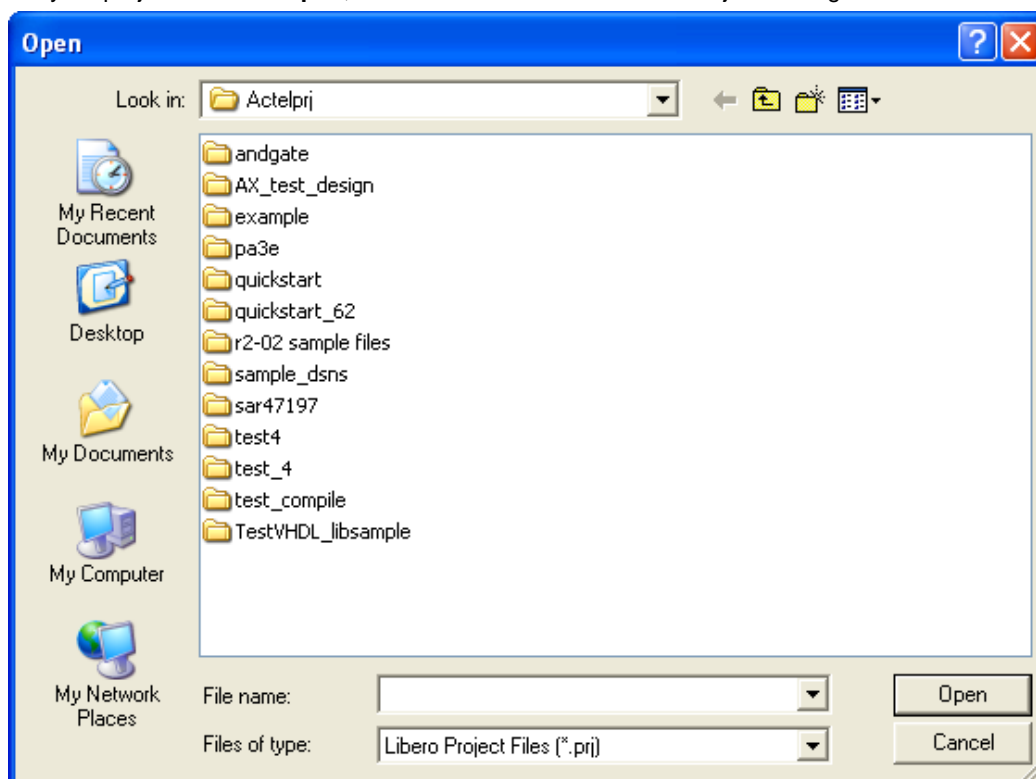 Open
Look in:
Actelprj
andgate
AX_test_design
example
pa3e
quickstart
quickstart_62
r2-02 sample files
sample_dsns
sar47197
test4
test_4
test_compile
TestVHDL_libsample
My Recent
Documents
Desktop
My Documents
My Computer
My Network
Places
File name:
Open
Files of type:
Libero Project Files (*.prj)
Cancel